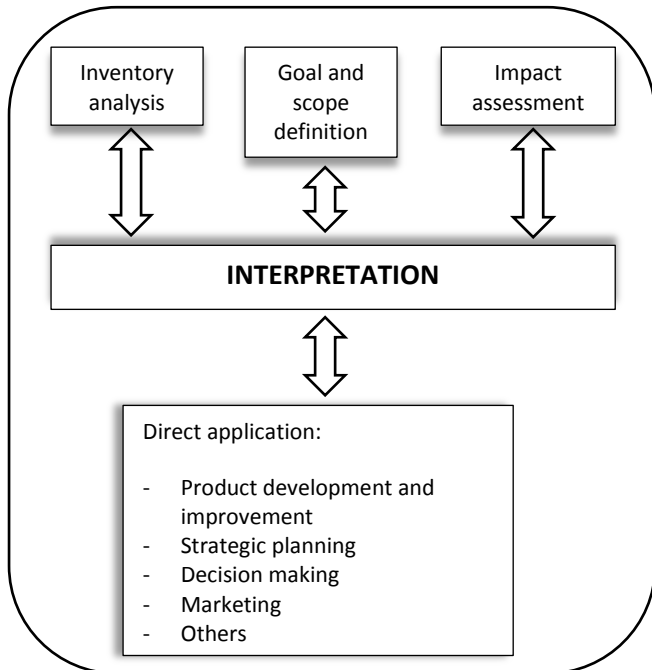 Inventory
analysis
Goal and
scope
definition
Impact
assessment
INTERPRETATION
Direct application:
- Product development and
improvement
- Strategic planning
- Decision making
- Marketing
- Others